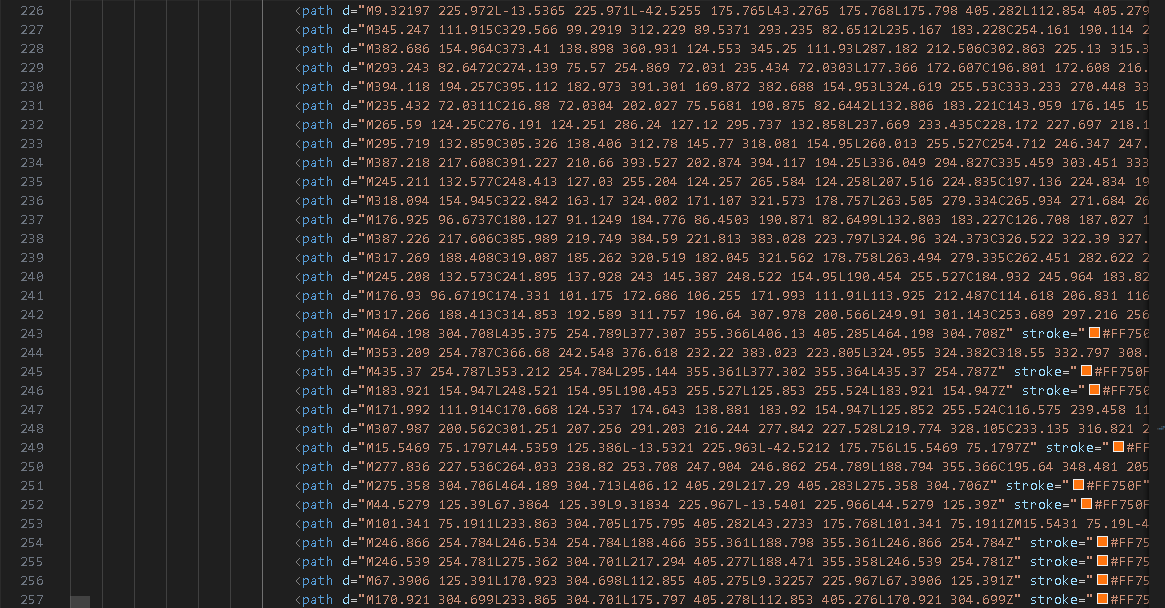 226 <path d="M9.32197 225.972L-13.5365 225.971L-42.5255 175.765L43.2765 175.768L175.798 405.282L112.854 405.279
227 <path d="M345.247 111.915C329.566 99.2919 312.229 89.5371 293.235 82.6512L235.167 183.228C254.161 190.114 2
228 <path d="M382.686 154.964C373.41 138.898 360.931 124.553 345.25 111.93L287.182 212.506C302.863 225.13 315.3
229 <path d="M293.243 82.6472C274.139 75.57 254.869 72.031 235.434 72.0303L177.366 172.607C196.801 172.608 216.
230 <path d="M394.118 194.257C395.112 182.973 391.301 169.872 382.688 154.953L324.619 255.53C333.233 270.448 33
231 <path d="M235.432 72.0311C216.88 72.0304 202.027 75.5681 190.875 82.6442L132.806 183.221C143.959 176.145 15
232 <path d="M265.59 124.25C276.191 124.251 286.24 127.12 295.737 132.858L237.669 233.435C228.172 227.697 218.1
233 <path d="M295.719 132.859C305.326 138.406 312.78 145.77 318.081 154.95L260.013 255.527C254.712 246.347 247.
234 <path d="M387.218 217.608C391.227 210.66 393.527 202.874 394.117 194.25L336.049 294.827C335.459 303.451 333
235 <path d="M245.211 132.577C248.413 127.03 255.204 124.257 265.584 124.258L207.516 224.835C197.136 224.834 19
236 <path d="M318.094 154.945C322.842 163.17 324.002 171.107 321.573 178.757L263.505 279.334C265.934 271.684 26
237 <path d="M176.925 96.6737C180.127 91.1249 184.776 86.4503 190.871 82.6499L132.803 183.227C126.708 187.027 1
238 <path d="M387.226 217.606C385.989 219.749 384.59 221.813 383.028 223.797L324.96 324.373C326.522 322.39 327.
239 <path d="M317.269 188.408C319.087 185.262 320.519 182.045 321.562 178.758L263.494 279.335C262.451 282.622 2
240 <path d="M245.208 132.573C241.895 137.928 243 145.387 248.522 154.95L190.454 255.527C184.932 245.964 183.82
241 <path d="M176.93 96.6719C174.331 101.175 172.686 106.255 171.993 111.91L113.925 212.487C114.618 206.831 116
242 <path d="M317.266 188.413C314.853 192.589 311.757 196.64 307.978 200.566L249.91 301.143C253.689 297.216 256
243 <path d="M464.198 304.708L435.375 254.789L377.307 355.366L406.13 405.285L464.198 304.708Z" stroke="#FF750
244 <path d="M353.209 254.787C366.68 242.548 376.618 232.22 383.023 223.805L324.955 324.382C318.55 332.797 308.
245 <path d="M435.37 254.787L353.212 254.784L295.144 355.361L377.302 355.364L435.37 254.787Z" stroke="#FF750F
246 <path d="M183.921 154.947L248.521 154.95L190.453 255.527L125.853 255.524L183.921 154.947Z" stroke="#FF750
247 <path d="M171.992 111.914C170.668 124.537 174.643 138.881 183.92 154.947L125.852 255.524C116.575 239.458 11
248 <path d="M307.987 200.562C301.251 207.256 291.203 216.244 277.842 227.528L219.774 328.105C233.135 316.821 2
249 <path d="M15.5469 75.1797L44.5359 125.386L-13.5321 225.963L-42.5212 175.756L15.5469 75.1797Z" stroke="#FF
250 <path d="M277.836 227.536C264.033 238.82 253.708 247.904 246.862 254.789L188.794 355.366C195.64 348.481 205
251 <path d="M275.358 304.706L464.189 304.713L406.12 405.29L217.29 405.283L275.358 304.706Z" stroke="#FF750F"
252 <path d="M44.5279 125.39L67.3864 125.39L9.31834 225.967L-13.5401 225.966L44.5279 125.39Z" stroke="#FF750F
253 <path d="M101.341 75.1911L233.863 304.705L175.795 405.282L43.2733 175.768L101.341 75.1911ZM15.5431 75.19L-4
254 <path d="M246.866 254.784L246.534 254.784L188.466 355.361L188.798 355.361L246.866 254.784Z" stroke="#FF75
255 <path d="M246.539 254.781L275.362 304.701L217.294 405.277L188.471 355.358L246.539 254.781Z" stroke="#FF75
256 <path d="M67.3906 125.391L170.923 304.698L112.855 405.275L9.32257 225.967L67.3906 125.391Z" stroke="#FF75
257 <path d="M170.921 304.699L233.865 304.701L175.797 405.278L112.853 405.276L170.921 304.699Z" stroke="#FF75